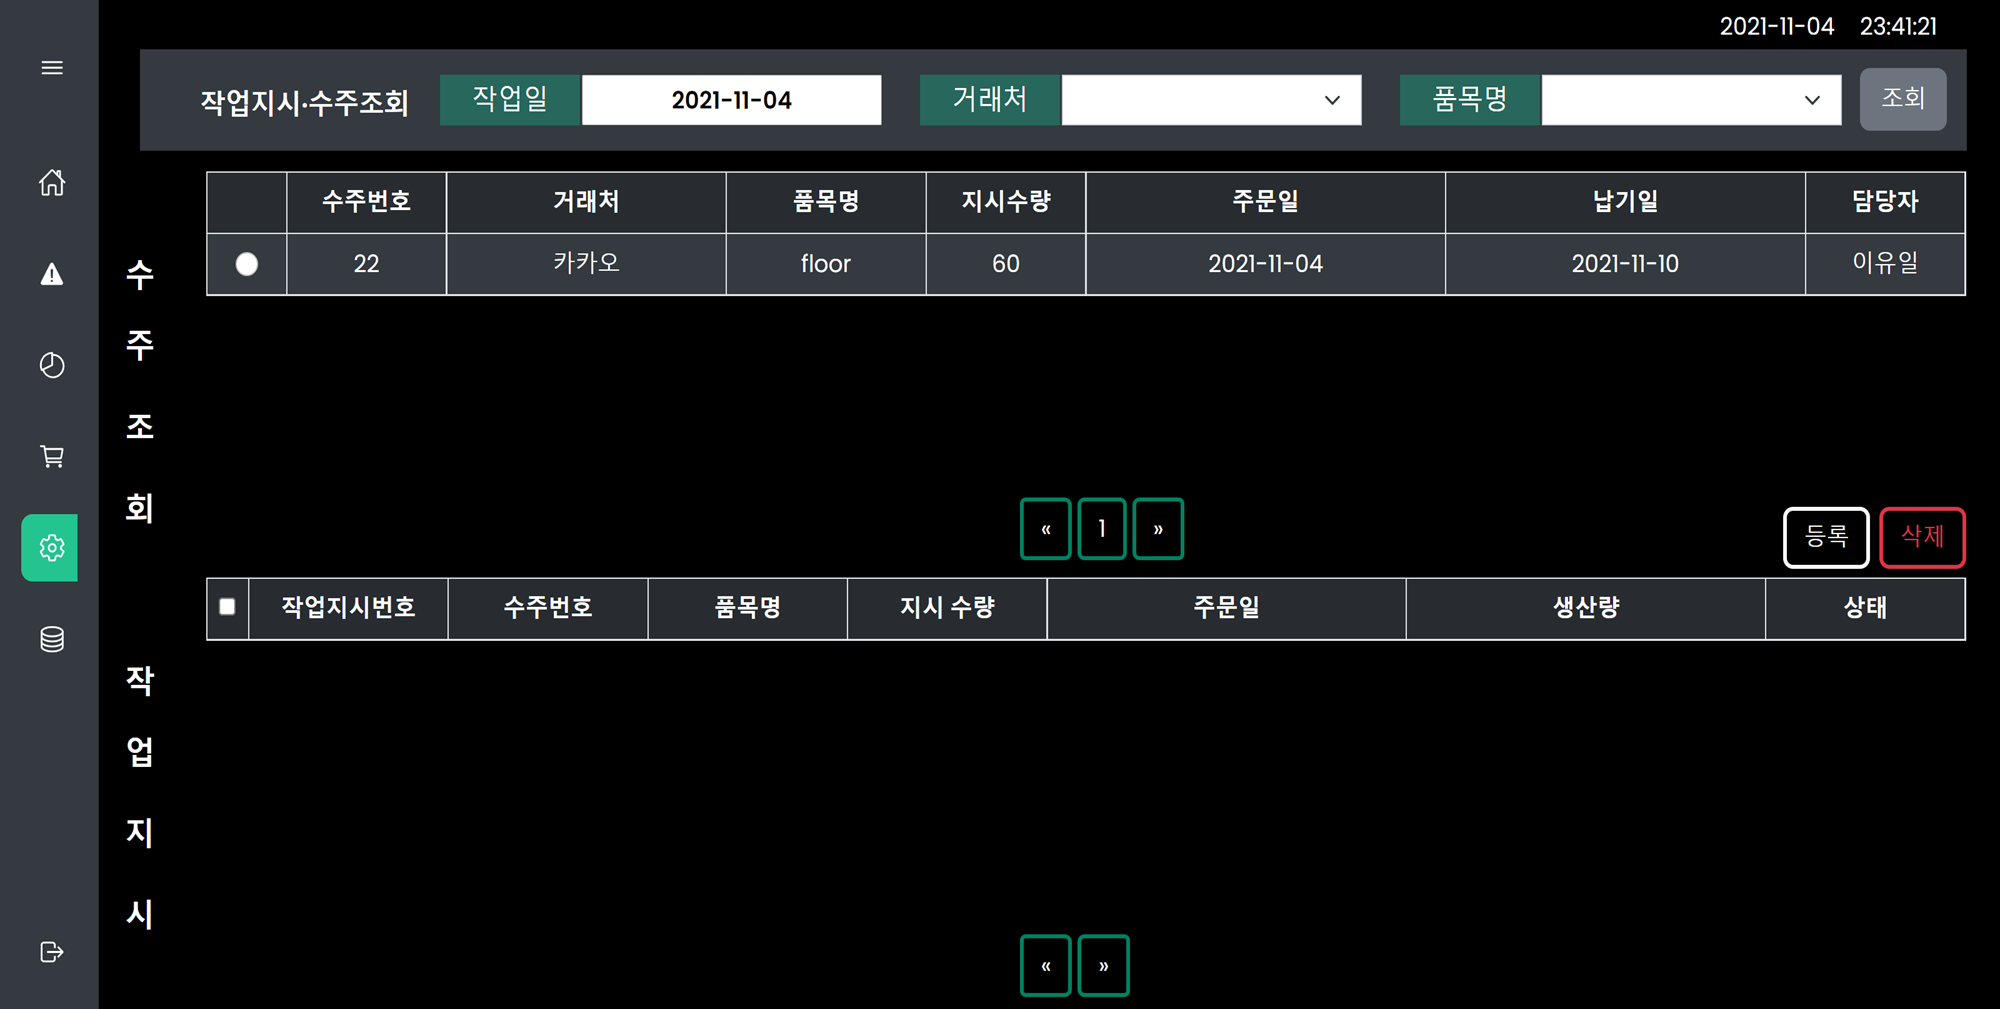 2021-11-04 23:41:21
작업지시·수주조회 작업일 2021-11-04 거래처 품목명 조회
수주번호 거래처 품목명 지시수량 주문일 납기일 담당자
22 카카오 floor 60 2021-11-04 2021-11-10 이유일
수
주
조
회
« 1 »
등록 삭제
작업지시번호 수주번호 품목명 지시 수량 주문일 생산량 상태
작
업
지
시
« »